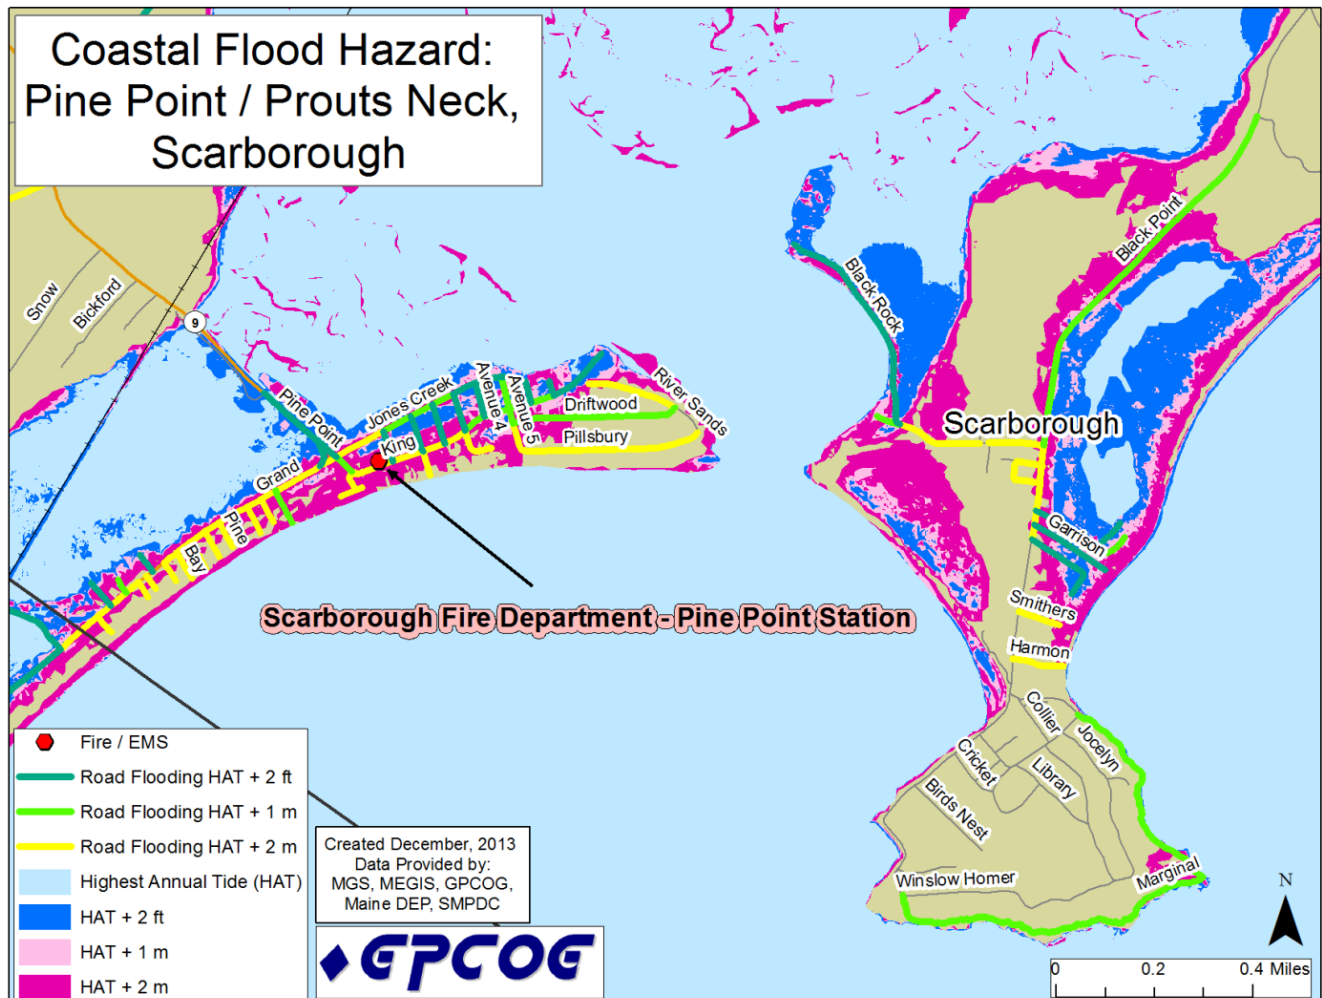 Coastal Flood Hazard:
Pine Point / Prouts Neck,
Scarborough
Snow
Bickford
9
Pine Point
Jones Creek
King
Grand
Pine
Bay
Avenue 4
Avenue 5
River Sands
Driftwood
Pillsbury
Black Rock
Black Point
Scarborough
Garrison
Smithers
Harmon
Collier
Jocelyn
Cricket
Library
Birds Nest
Winslow Homer
Marginal
Scarborough Fire Department - Pine Point Station
Fire / EMS
Road Flooding HAT + 2 ft
Road Flooding HAT + 1 m
Road Flooding HAT + 2 m
Highest Annual Tide (HAT)
HAT + 2 ft
HAT + 1 m
HAT + 2 m
Created December, 2013
Data Provided by:
MGS, MEGIS, GPCOG,
Maine DEP, SMPDC
GPCOG
N
0 0.2 0.4 Miles